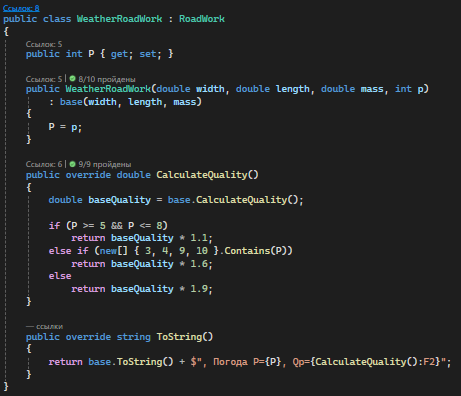 Ссылок: 8
public class WeatherRoadWork : RoadWork
{
Ссылок: 5
public int P { get; set; }
Ссылок: 5 | 8/10 пройдены
public WeatherRoadWork(double width, double length, double mass, int p)
: base(width, length, mass)
{
P = p;
}
Ссылок: 6 | 9/9 пройдены
public override double CalculateQuality()
{
double baseQuality = base.CalculateQuality();
if (P >= 5 && P <= 8)
return baseQuality * 1.1;
else if (new[] { 3, 4, 9, 10 }.Contains(P))
return baseQuality * 1.6;
else
return baseQuality * 1.9;
}
— ссылки
public override string ToString()
{
return base.ToString() + $", Погода P={P}, Qp={CalculateQuality():F2}";
}
}